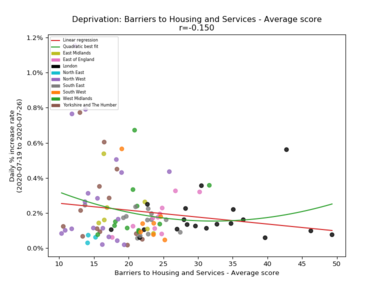 Deprivation: Barriers to Housing and Services - Average score
r=-0.150
Linear regression
Quadratic best fit
East Midlands
East of England
London
North East
North West
South East
South West
West Midlands
Yorkshire and The Humber
1.2%
1.0%
0.8%
0.6%
0.4%
0.2%
0.0%
Daily % increase rate
(2020-07-19 to 2020-07-26)
10 15 20 25 30 35 40 45 50
Barriers to Housing and Services - Average score